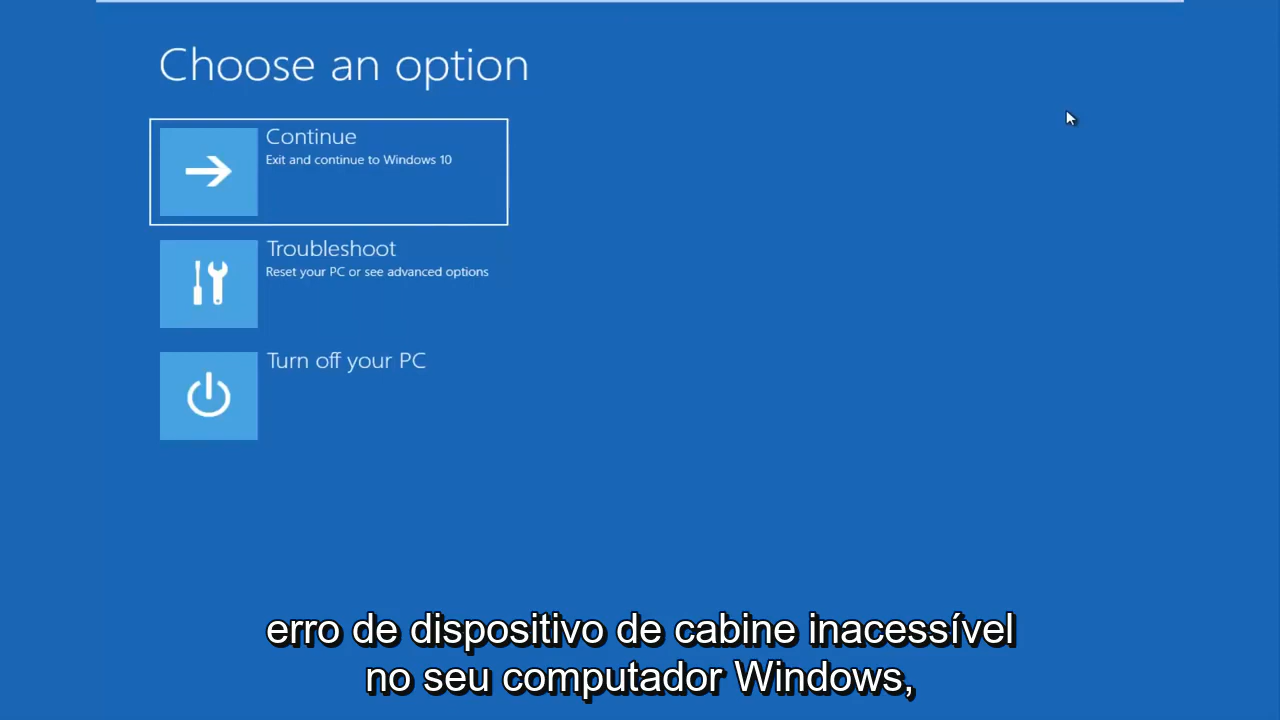 Choose an option
Continue
Exit and continue to Windows 10
Troubleshoot
Reset your PC or see advanced options
Turn off your PC
erro de dispositivo de cabine inacessível
no seu computador Windows,